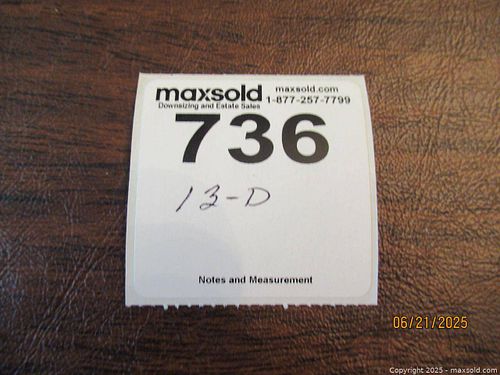 maxsold maxsold.com
Downsizing and Estate Sales 1-877-257-7799
736
13-D
Notes and Measurement
06/21/2025
Copyright 2025 - maxsold.com